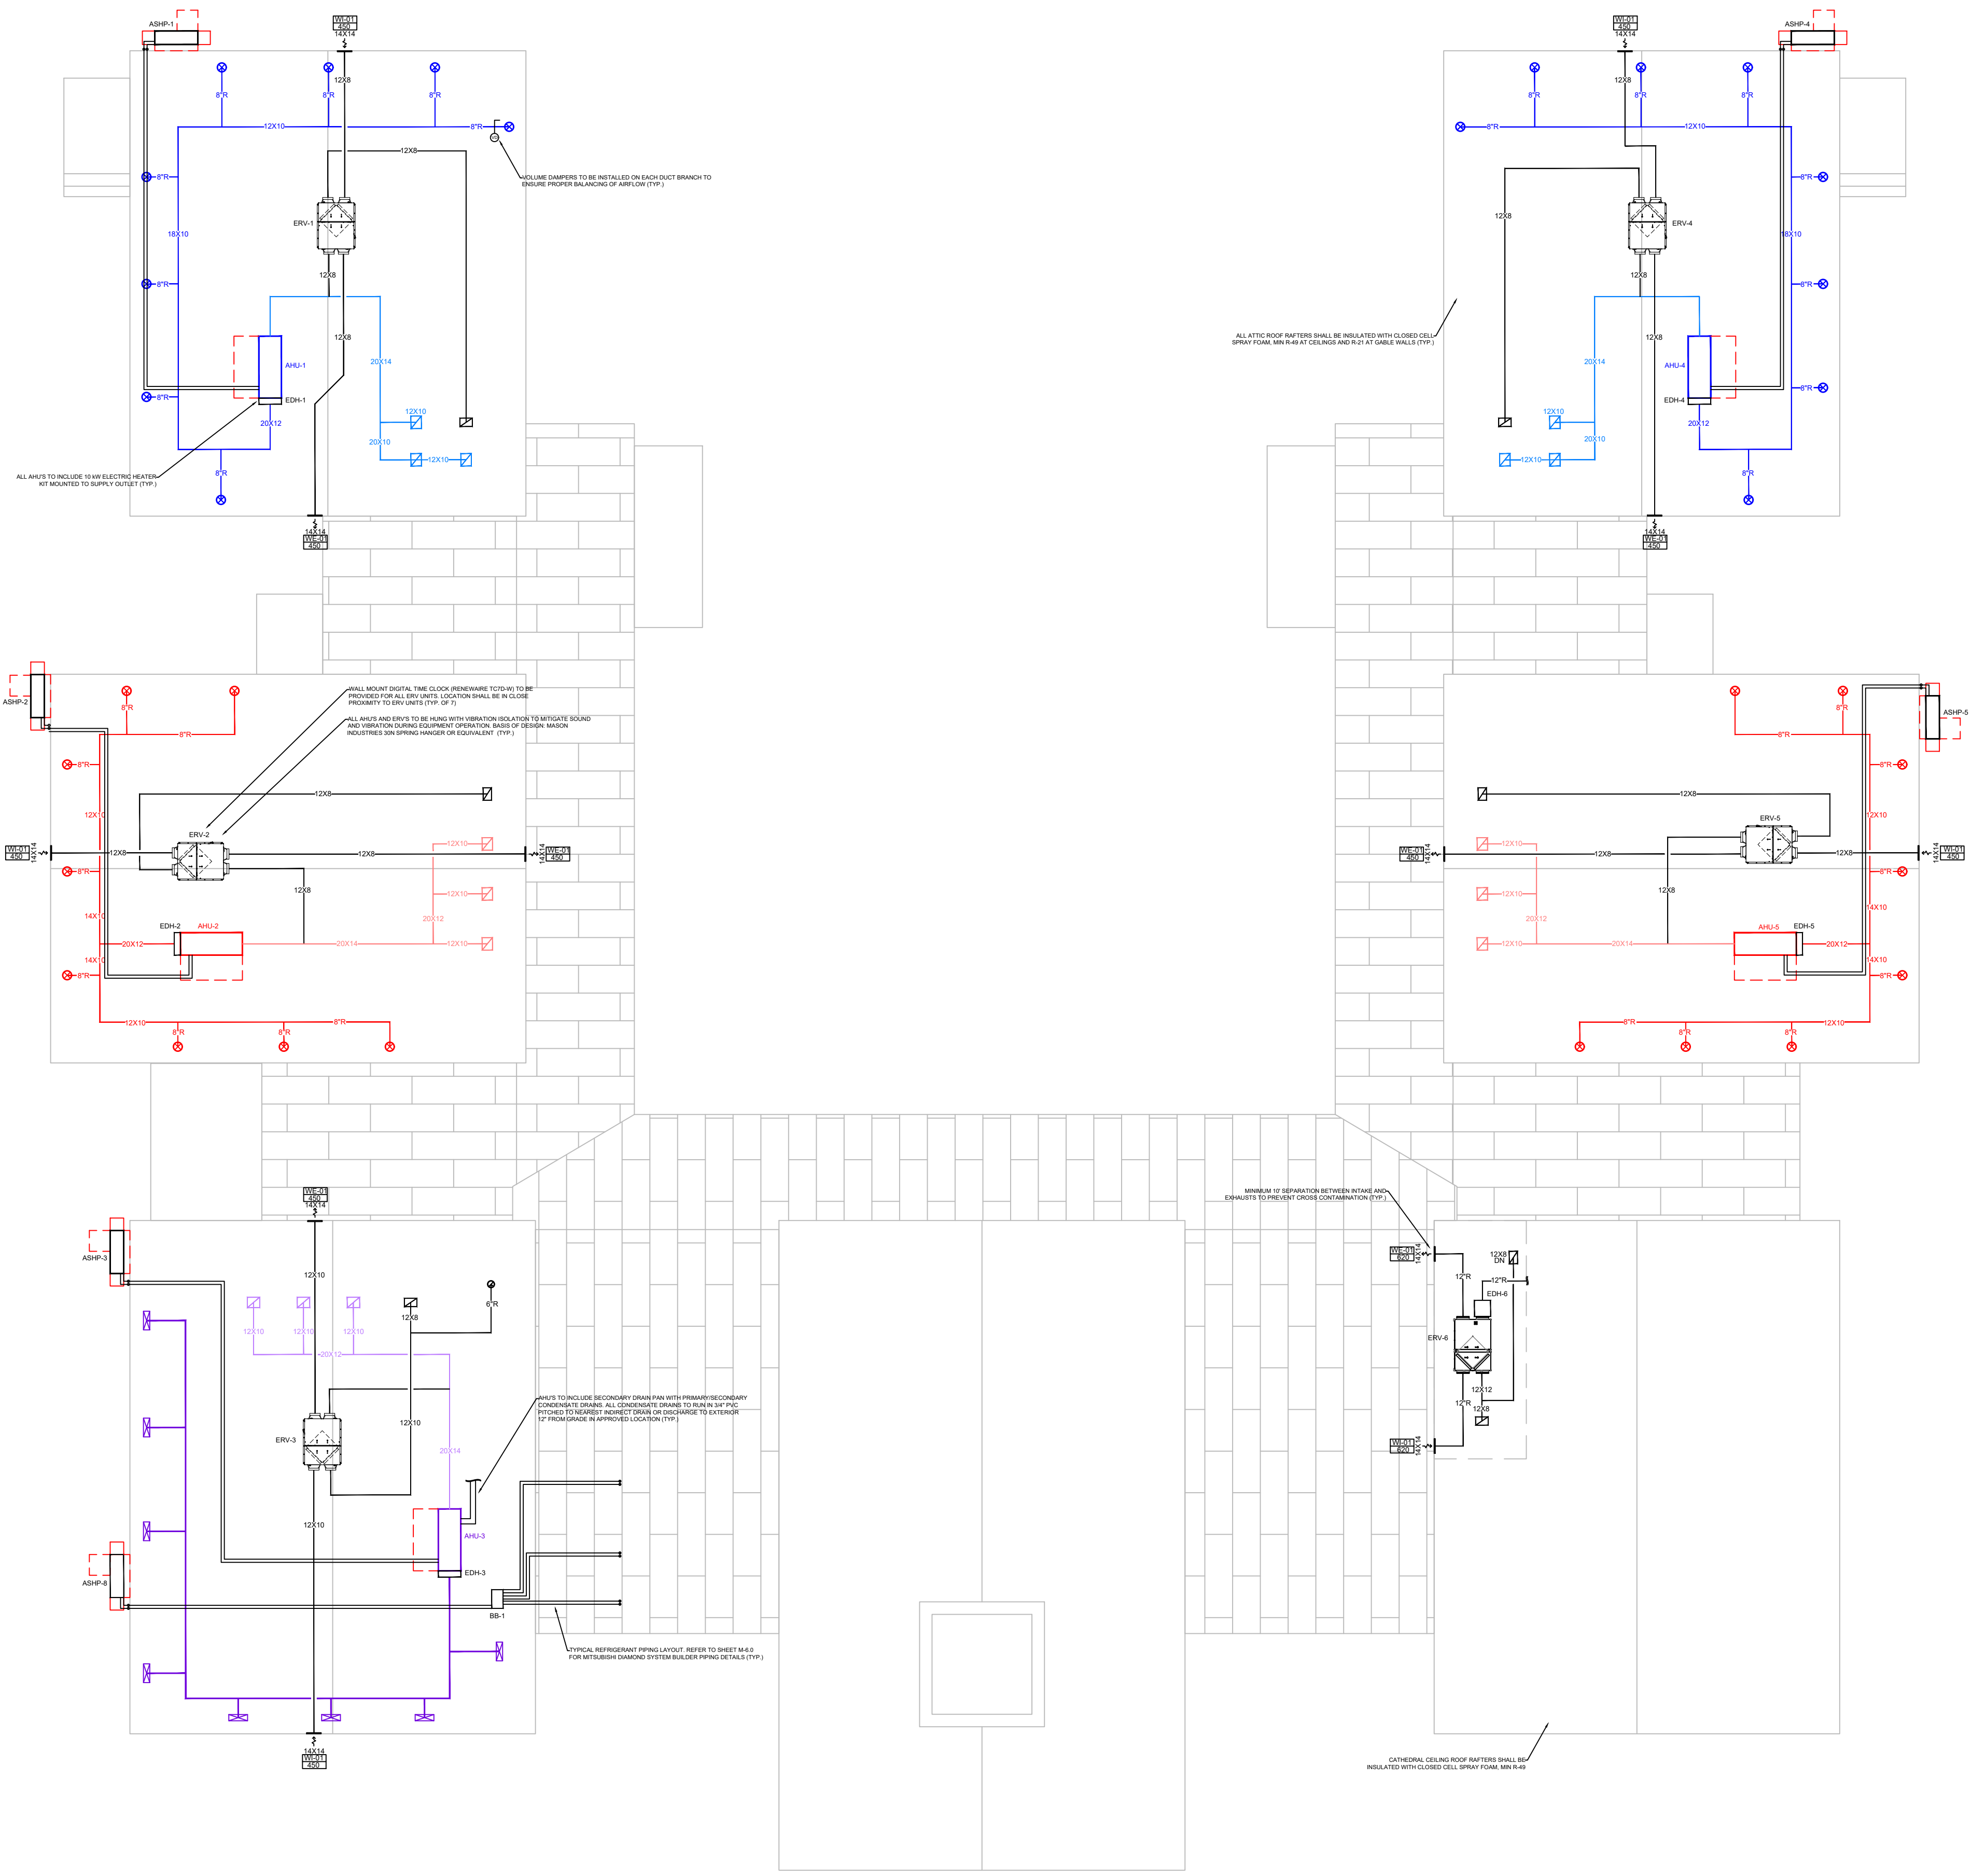 ASHP-1
WI-01
450
14X14
12X8
8"R
8"R
8"R
12X10
8"R
VD
12X8
VOLUME DAMPERS TO BE INSTALLED ON EACH DUCT BRANCH TO
ENSURE PROPER BALANCING OF AIRFLOW (TYP.)
8"R
ERV-1
18X10
12X8
8"R
12X8
20X14
AHU-1
8"R
EDH-1
12X10
20X12
20X10
12X10
8"R
ALL AHU'S TO INCLUDE 10 kW ELECTRIC HEATER
KIT MOUNTED TO SUPPLY OUTLET (TYP.)
14X14
WE-01
450
WI-01
450
14X14
ASHP-4
12X8
8"R
8"R
8"R
8"R
12X10
8"R
12X8
ERV-4
18X10
12X8
8"R
ALL ATTIC ROOF RAFTERS SHALL BE INSULATED WITH CLOSED CELL
SPRAY FOAM, MIN R-49 AT CEILINGS AND R-21 AT GABLE WALLS (TYP.)
12X8
20X14
AHU-4
8"R
EDH-4
12X10
20X12
20X10
12X10
8"R
14X14
WE-01
450
ASHP-2
WALL MOUNT DIGITAL TIME CLOCK (RENEWAIRE TC7D-W) TO BE
PROVIDED FOR ALL ERV UNITS. LOCATION SHALL BE IN CLOSE
PROXIMITY TO ERV UNITS (TYP. OF 7)
ALL AHU'S AND ERV'S TO BE HUNG WITH VIBRATION ISOLATION TO MITIGATE SOUND
AND VIBRATION DURING EQUIPMENT OPERATION. BASIS OF DESIGN: MASON
INDUSTRIES 30N SPRING HANGER OR EQUIVALENT (TYP.)
8"R
8"R
8"R
12X8
12X10
ERV-2
WI-01
450
14X14
12X8
12X8
14X14
WE-01
450
12X10
8"R
12X8
12X10
14X10
20X12
EDH-2
AHU-2
20X12
20X14
12X10
14X10
8"R
12X10
8"R
8"R
8"R
ASHP-5
8"R
8"R
8"R
12X8
12X10
ERV-5
12X10
WE-01
450
14X14
12X8
12X8
14X14
WI-01
450
8"R
12X10
12X8
14X10
20X12
AHU-5
EDH-5
12X10
20X14
20X12
14X10
8"R
8"R
12X10
8"R
8"R
WE-01
450
14X14
ASHP-3
12X10
6"R
12X8
12X10
12X10
12X10
20X12
AHU'S TO INCLUDE SECONDARY DRAIN PAN WITH PRIMARY/SECONDARY
CONDENSATE DRAINS. ALL CONDENSATE DRAINS TO RUN IN 3/4" PVC
PITCHED TO NEAREST INDIRECT DRAIN OR DISCHARGE TO EXTERIOR
12" FROM GRADE IN APPROVED LOCATION (TYP.)
12X10
ERV-3
20X14
12X10
AHU-3
EDH-3
ASHP-8
BB-1
TYPICAL REFRIGERANT PIPING LAYOUT. REFER TO SHEET M-6.0
FOR MITSUBISHI DIAMOND SYSTEM BUILDER PIPING DETAILS (TYP.)
14X14
WI-01
450
MINIMUM 10' SEPARATION BETWEEN INTAKE AND
EXHAUSTS TO PREVENT CROSS CONTAMINATION (TYP.)
WE-01
620
14X14
12X8
DN
12"R
12"R
EDH-6
ERV-6
12X12
12"R
12X8
WI-01
620
14X14
CATHEDRAL CEILING ROOF RAFTERS SHALL BE
INSULATED WITH CLOSED CELL SPRAY FOAM, MIN R-49